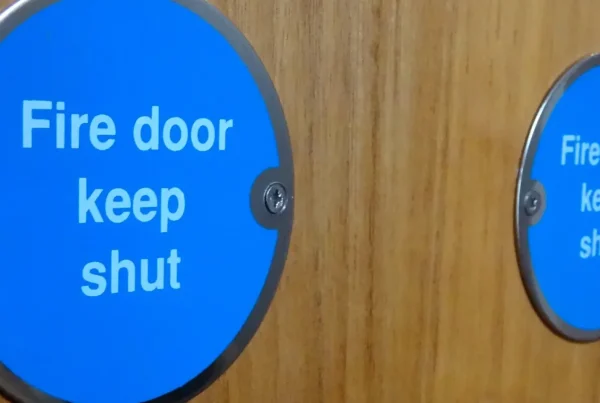 Fire door
keep
shut
Fire